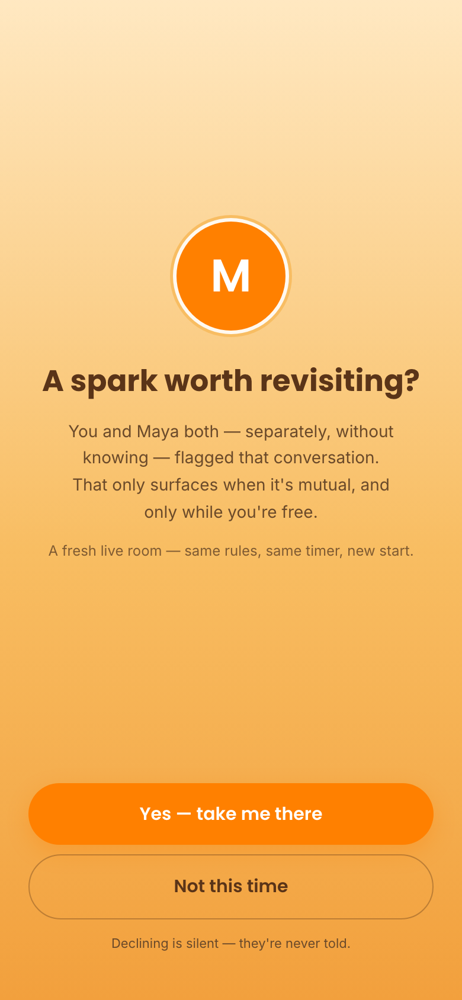 M
A spark worth revisiting?
You and Maya both — separately, without
knowing — flagged that conversation.
That only surfaces when it's mutual, and
only while you're free.
A fresh live room — same rules, same timer, new start.
Yes — take me there
Not this time
Declining is silent — they're never told.